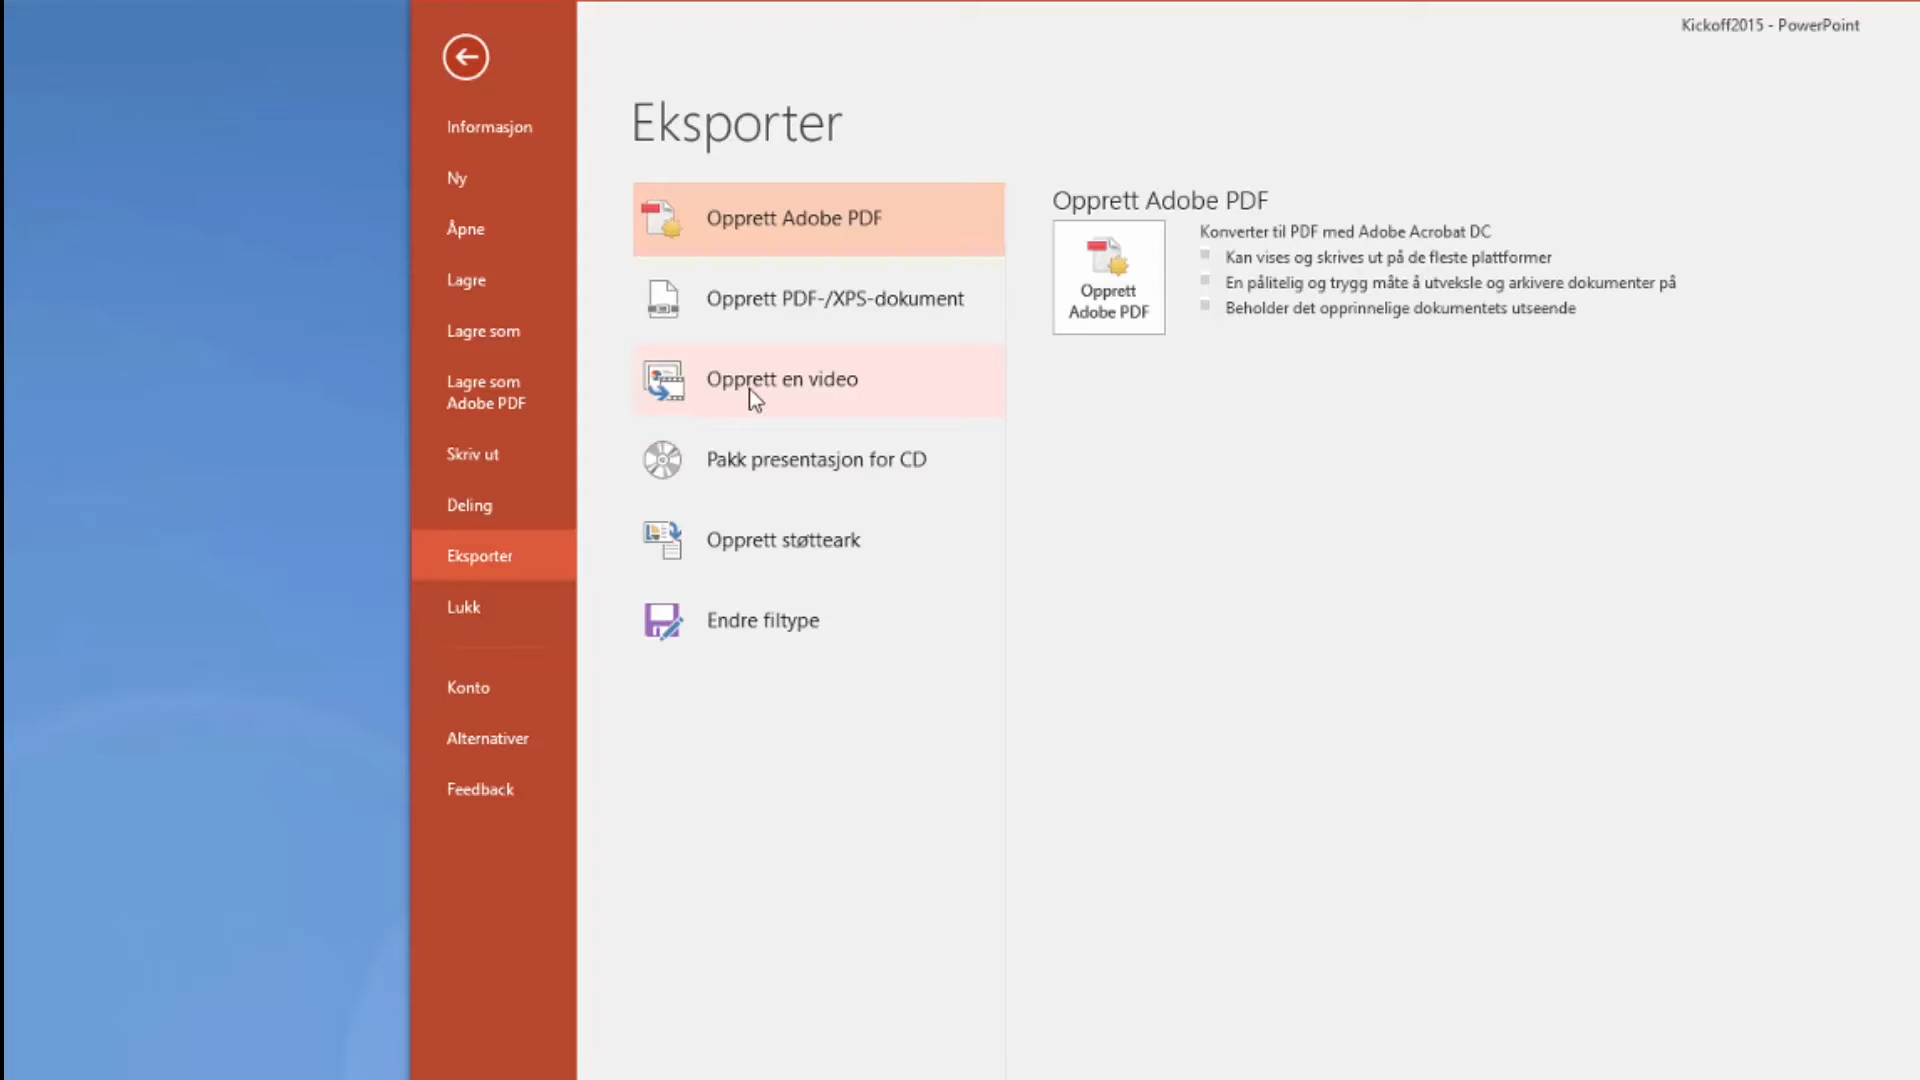 Kickoff2015 - PowerPoint
Informasjon
Ny
Åpne
Lagre
Lagre som
Lagre som
Adobe PDF
Skriv ut
Deling
Eksporter
Lukk
Konto
Alternativer
Feedback
Eksporter
Opprett Adobe PDF
Opprett PDF-/XPS-dokument
Opprett en video
Pakk presentasjon for CD
Opprett støtteark
Endre filtype
Opprett Adobe PDF
Opprett
Adobe PDF
Konverter til PDF med Adobe Acrobat DC
Kan vises og skrives ut på de fleste plattformer
En pålitelig og trygg måte å utveksle og arkivere dokumenter på
Beholder det opprinnelige dokumentets utseende